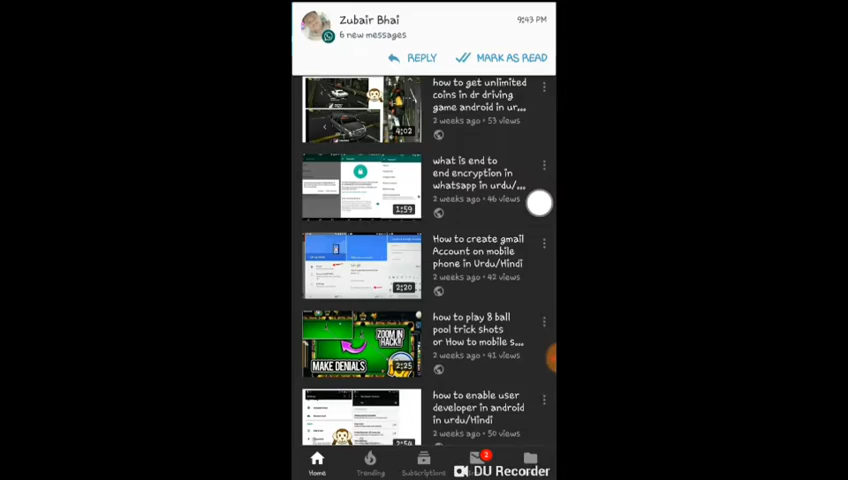 Zubair Bhai
9:43 PM
6 new messages
REPLY
MARK AS READ
how to get unlimited
coins in dr driving
game android in ur...
2 weeks ago • 53 views
4:02
what is end to
end encryption in
whatsapp in urdu/...
2 weeks ago • 46 views
1:59
How to create gmail
Account on mobile
phone in Urdu/Hindi
2 weeks ago • 42 views
2:20
how to play 8 ball
pool trick shots
or How to mobile s...
2 weeks ago • 41 views
ZOOM IN
HACK!!
MAKE DENIALS
2:25
how to enable user
developer in android
in urdu/Hindi
2 weeks ago • 50 views
2:54
2
Home
Trending
Subscriptions
DU Recorder